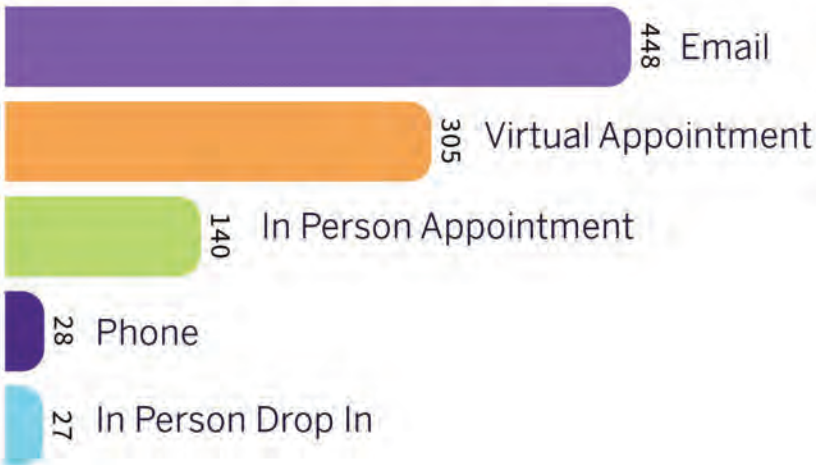 448 Email
305 Virtual Appointment
140 In Person Appointment
28 Phone
27 In Person Drop In